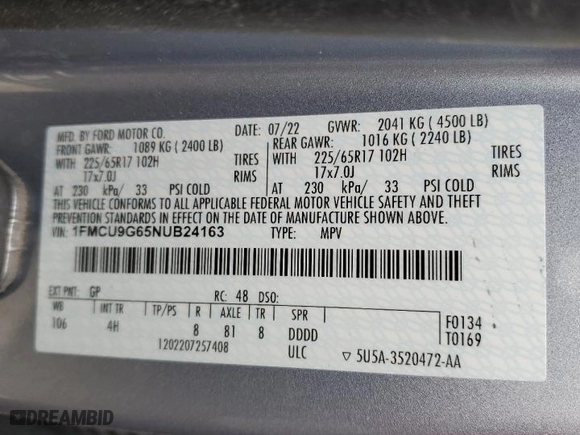 MFD. BY FORD MOTOR CO. DATE: 07/22 GVWR: 2041 KG ( 4500 LB)
FRONT GAWR: 1089 KG ( 2400 LB) REAR GAWR: 1016 KG ( 2240 LB)
WITH 225/65R17 102H TIRES WITH 225/65R17 102H TIRES
17x7.0J RIMS 17x7.0J RIMS
AT 230 kPa/ 33 PSI COLD AT 230 kPa/ 33 PSI COLD
THIS VEHICLE CONFORMS TO ALL APPLICABLE FEDERAL MOTOR VEHICLE SAFETY AND THEFT
PREVENTION STANDARDS IN EFFECT ON THE DATE OF MANUFACTURE SHOWN ABOVE.
VIN: 1FMCU9G65NUB24163 TYPE: MPV
EXT PNT: GP RC: 48 DSO:
WB INT TR TP/PS R AXLE TR SPR F0134
106 4H 8 81 8 DDDD T0169
1202207257408 ULC ▽ 5U5A-3520472-AA
DREAMBID